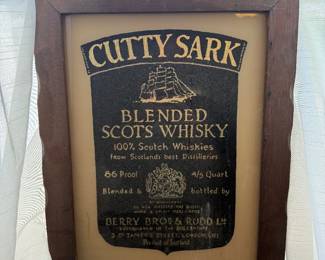 CUTTY SARK
BLENDED
SCOTS WHISKY
100% Scotch Whiskies
from Scotlands best Distilleries
86 Proof 4/5 Quart
Blended & bottled by
BERRY BROS & RUDD Ltd
3 ST JAMES'S STREET, LONDON
Product of Scotland